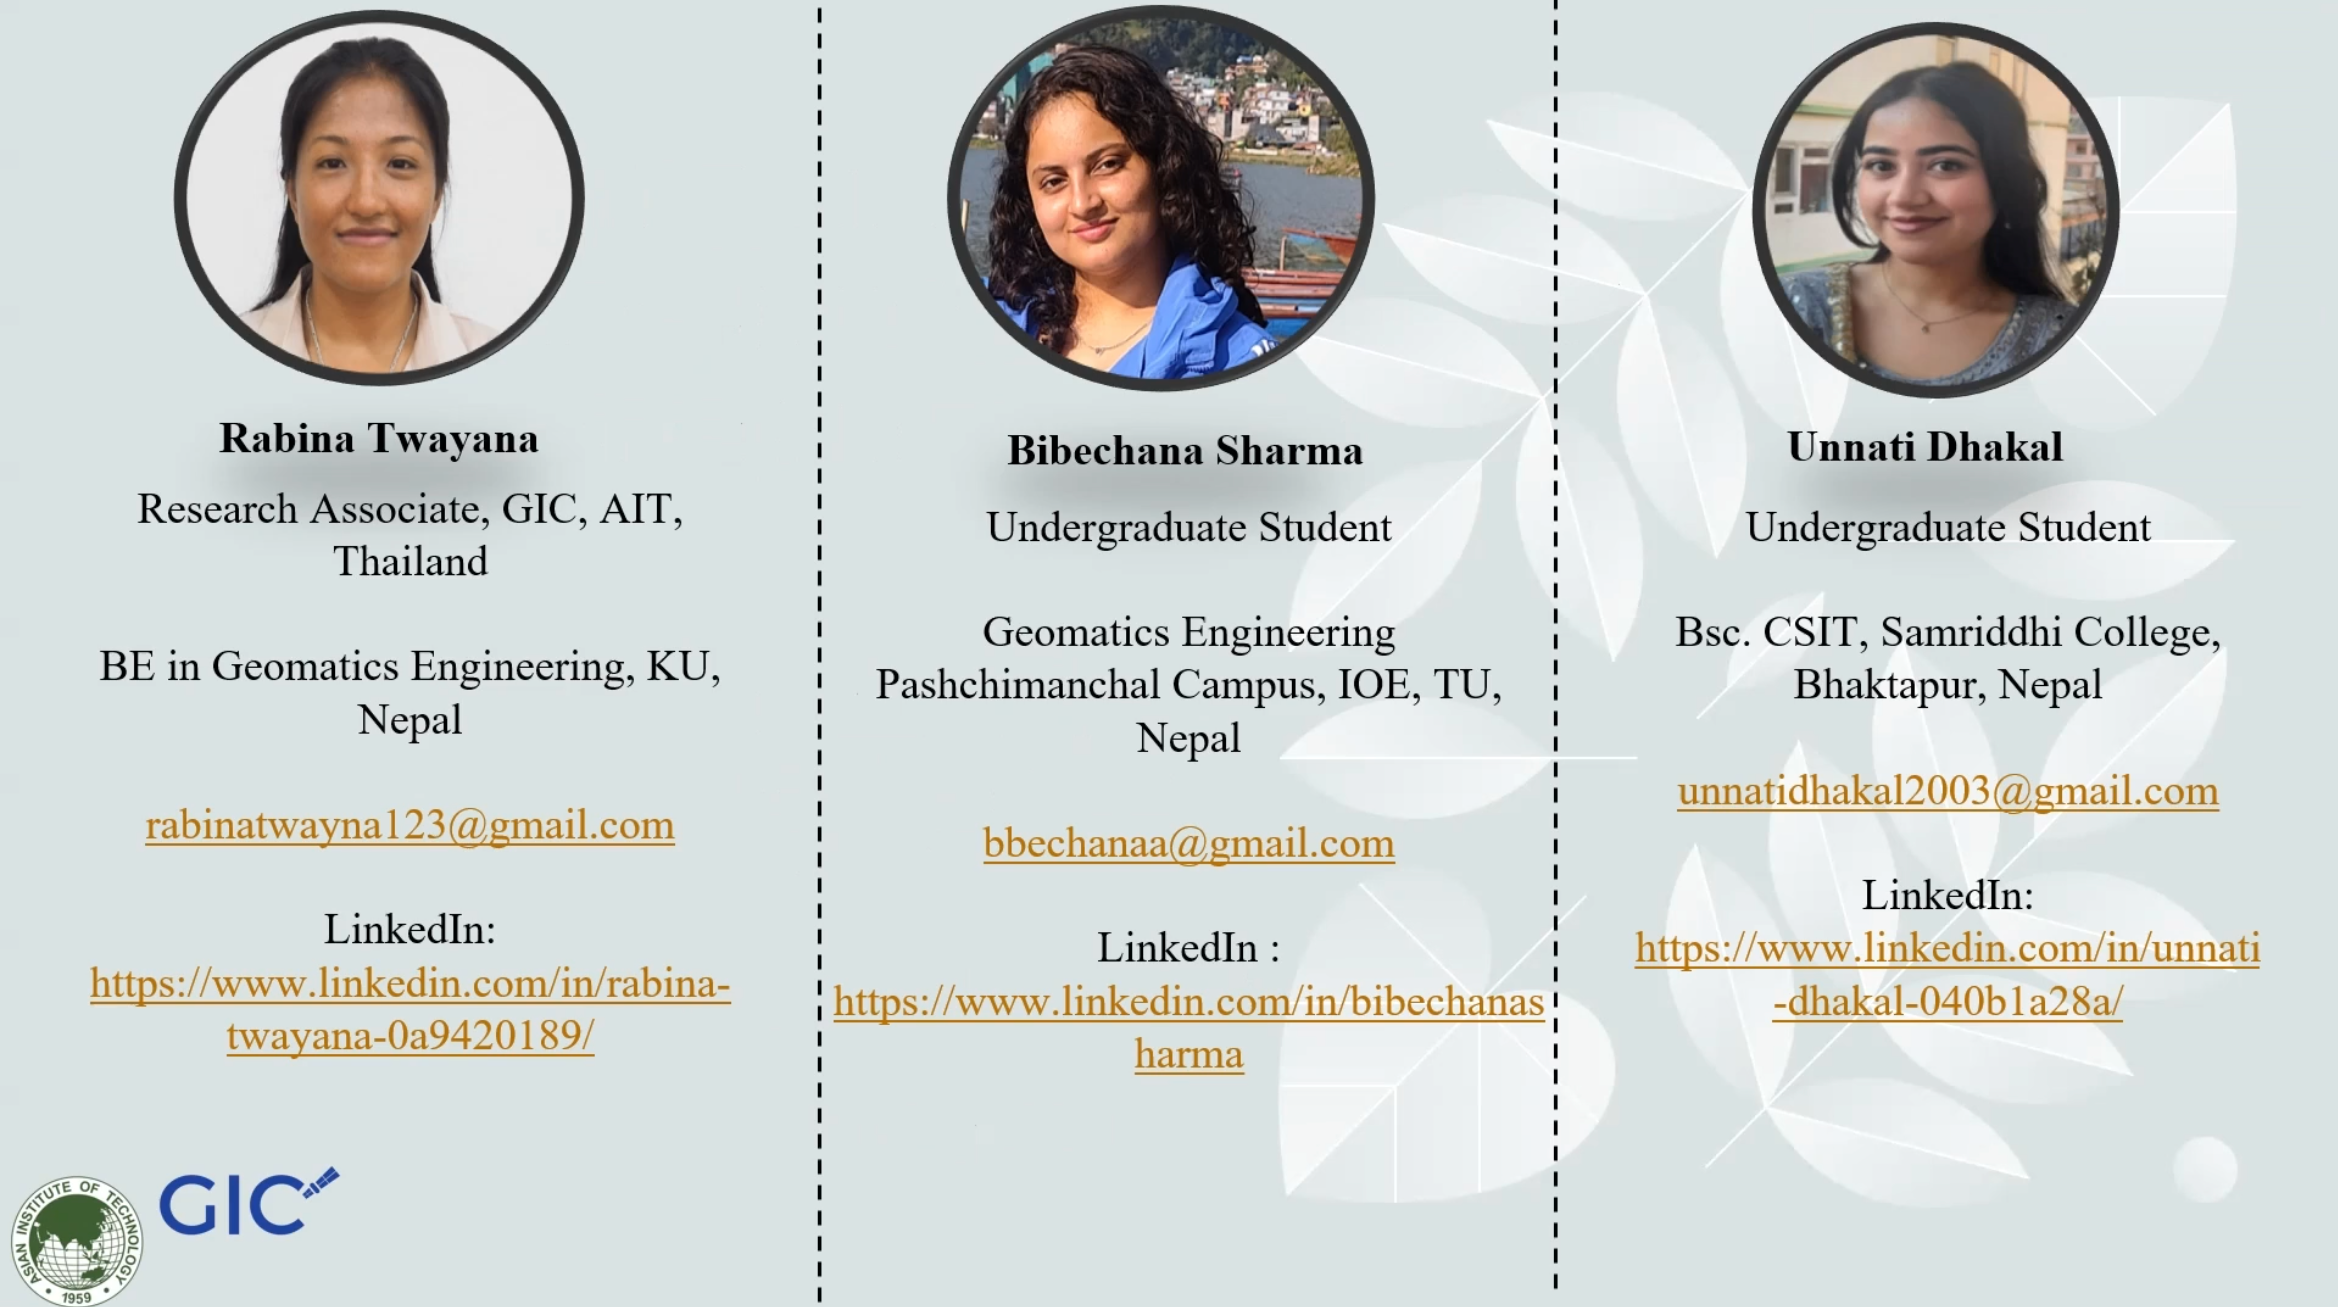 Rabina Twayana
Research Associate, GIC, AIT,
Thailand
BE in Geomatics Engineering, KU,
Nepal
rabinatwayna123@gmail.com
LinkedIn:
https://www.linkedin.com/in/rabina-
twayana-0a9420189/
Bibechana Sharma
Undergraduate Student
Geomatics Engineering
Pashchimanchal Campus, IOE, TU,
Nepal
bbechanaa@gmail.com
LinkedIn :
https://www.linkedin.com/in/bibechanas
harma
Unnati Dhakal
Undergraduate Student
Bsc. CSIT, Samriddhi College,
Bhaktapur, Nepal
unnatidhakal2003@gmail.com
LinkedIn:
https://www.linkedin.com/in/unnati
-dhakal-040b1a28a/
ASIAN INSTITUTE OF TECHNOLOGY
1959
GIC